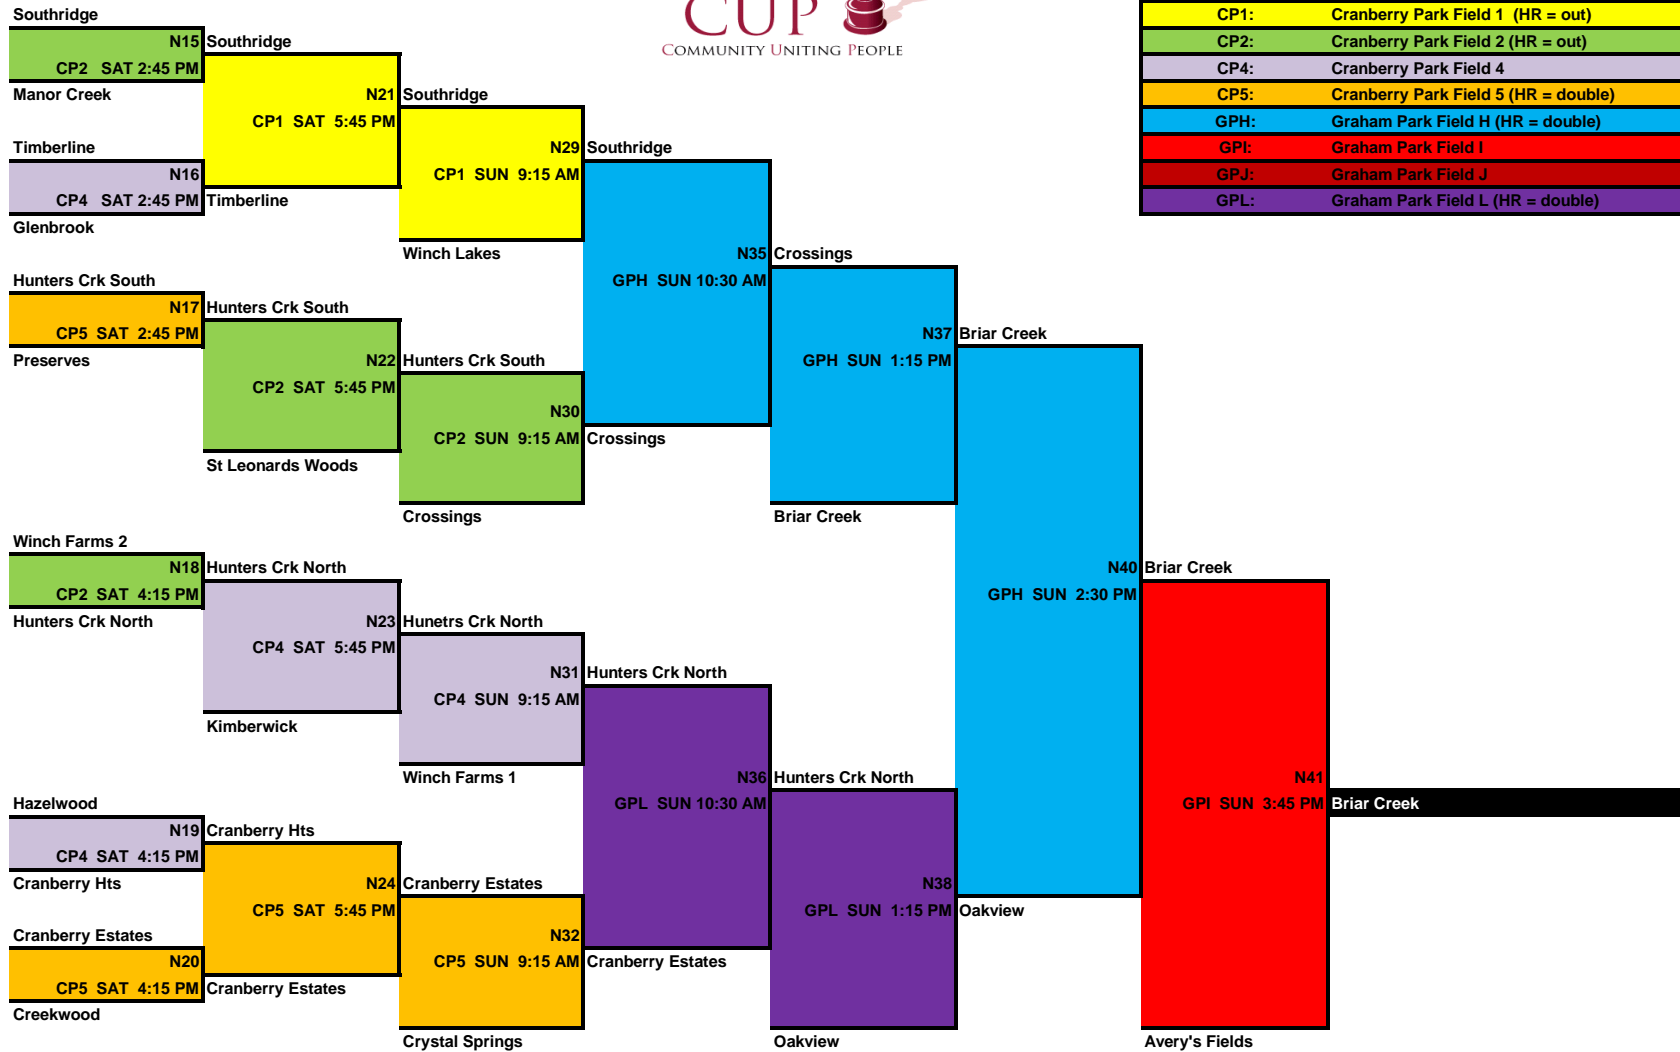 CUP
COMMUNITY UNITING PEOPLE
CP1: Cranberry Park Field 1 (HR = out)
CP2: Cranberry Park Field 2 (HR = out)
CP4: Cranberry Park Field 4
CP5: Cranberry Park Field 5 (HR = double)
GPH: Graham Park Field H (HR = double)
GPI: Graham Park Field I
GPJ: Graham Park Field J
GPL: Graham Park Field L (HR = double)
Southridge
N15
CP2 SAT 2:45 PM
Manor Creek
Timberline
N16
CP4 SAT 2:45 PM
Glenbrook
Hunters Crk South
N17
CP5 SAT 2:45 PM
Preserves
Winch Farms 2
N18
CP2 SAT 4:15 PM
Hunters Crk North
Hazelwood
N19
CP4 SAT 4:15 PM
Cranberry Hts
Cranberry Estates
N20
CP5 SAT 4:15 PM
Creekwood
Southridge
N21
CP1 SAT 5:45 PM
Timberline
Hunters Crk South
N22
CP2 SAT 5:45 PM
St Leonards Woods
Hunters Crk North
N23
CP4 SAT 5:45 PM
Kimberwick
Cranberry Hts
N24
CP5 SAT 5:45 PM
Cranberry Estates
Southridge
N29
CP1 SUN 9:15 AM
Winch Lakes
Hunters Crk South
N30
CP2 SUN 9:15 AM
Crossings
Hunetrs Crk North
N31
CP4 SUN 9:15 AM
Winch Farms 1
Cranberry Estates
N32
CP5 SUN 9:15 AM
Crystal Springs
Southridge
N35
GPH SUN 10:30 AM
Crossings
Hunters Crk North
N36
GPL SUN 10:30 AM
Cranberry Estates
Crossings
N37
GPH SUN 1:15 PM
Briar Creek
Hunters Crk North
N38
GPL SUN 1:15 PM
Oakview
Briar Creek
N40
GPH SUN 2:30 PM
Oakview
Briar Creek
N41
GPI SUN 3:45 PM
Avery's Fields
Briar Creek